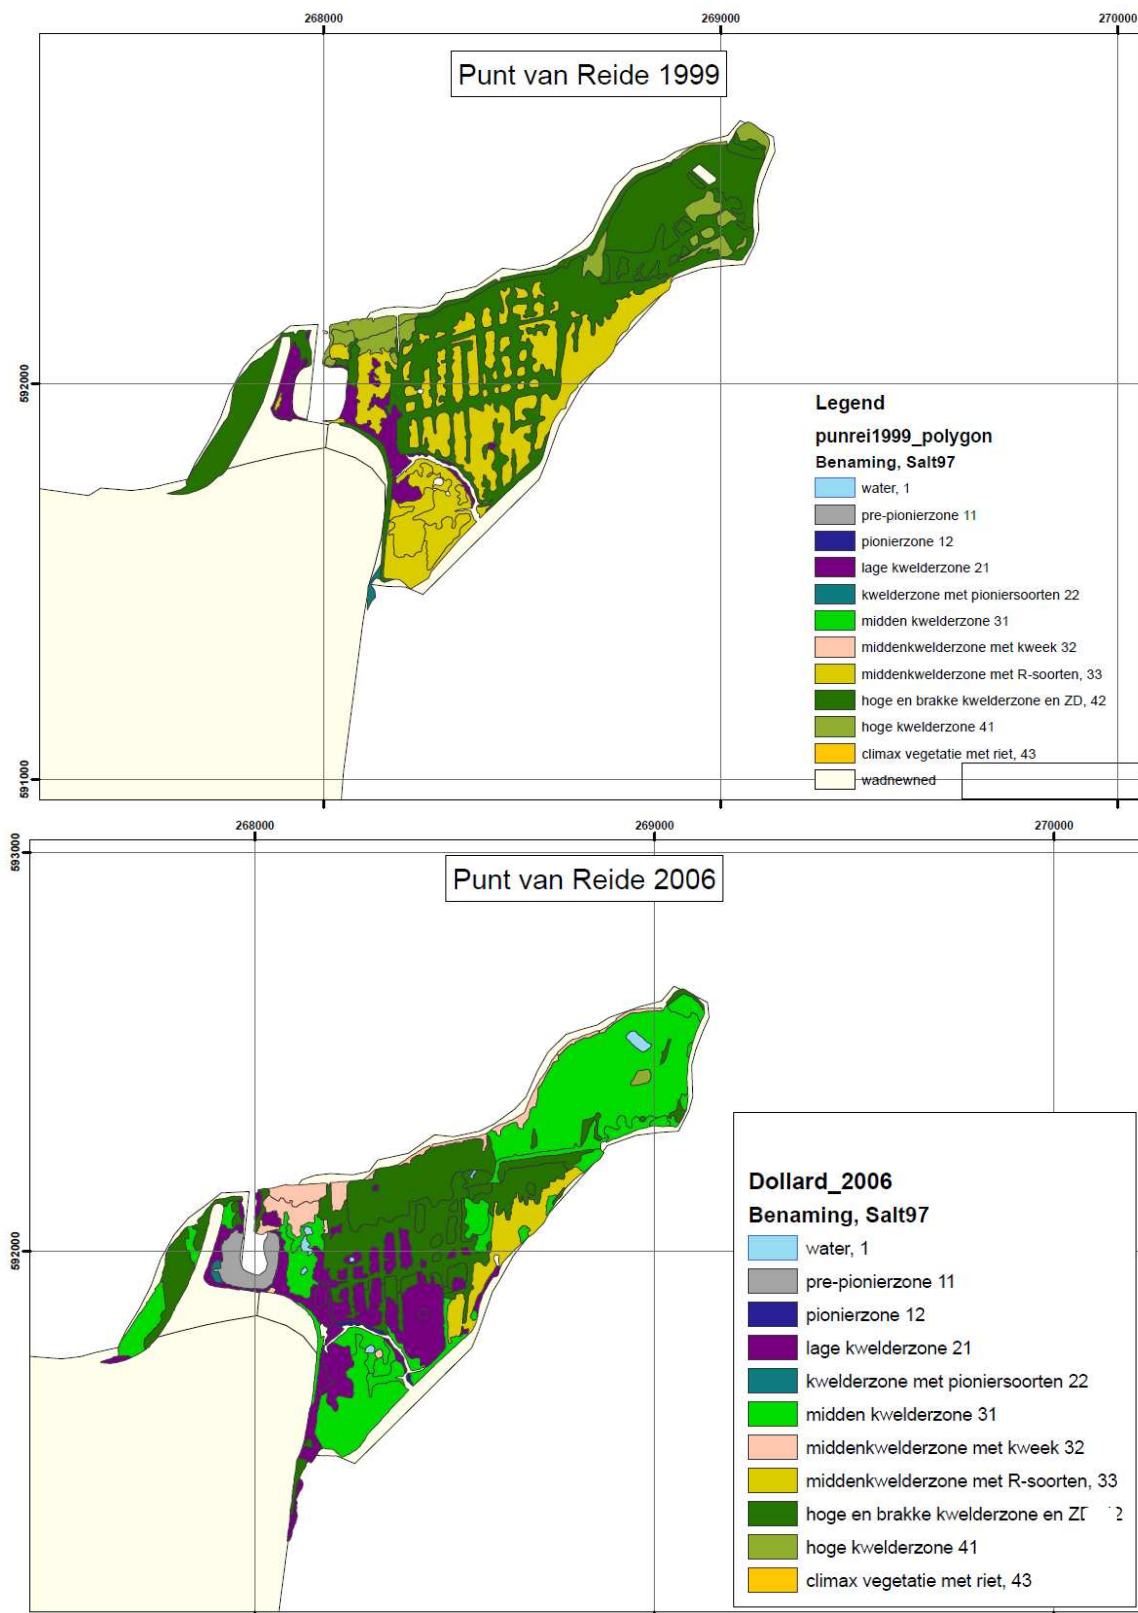 268000
269000
270000
Punt van Reide 1999
592000
Legend
punrei1999_polygon
Benaming, Salt97
water, 1
pre-pionierzone 11
pionierzone 12
lage kwelderzone 21
kwelderzone met pioniersoorten 22
midden kwelderzone 31
middenkwelderzone met kweek 32
middenkwelderzone met R-soorten, 33
hoge en brakke kwelderzone en ZD, 42
hoge kwelderzone 41
climax vegetatie met riet, 43
wadnewned
591000
268000
269000
270000
593000
Punt van Reide 2006
592000
Dollard_2006
Benaming, Salt97
water, 1
pre-pionierzone 11
pionierzone 12
lage kwelderzone 21
kwelderzone met pioniersoorten 22
midden kwelderzone 31
middenkwelderzone met kweek 32
middenkwelderzone met R-soorten, 33
hoge en brakke kwelderzone en
hoge kwelderzone 41
climax vegetatie met riet, 43